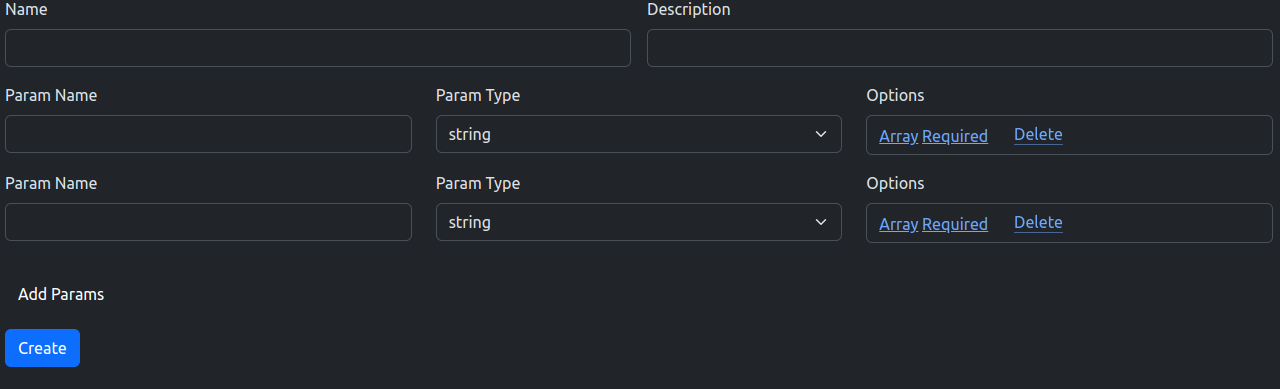 Name Description
Param Name Param Type Options
string Array Required Delete
Param Name Param Type Options
string Array Required Delete
Add Params
Create